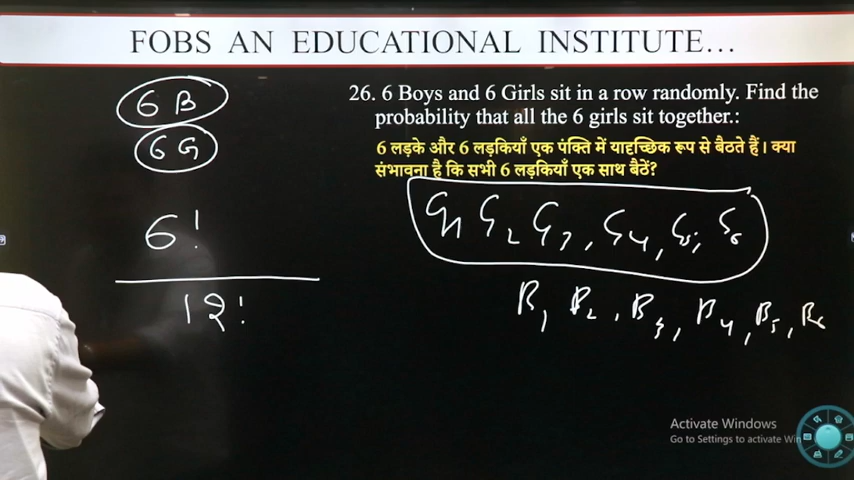 FOBS AN EDUCATIONAL INSTITUTE...
6 B
6 G
26. 6 Boys and 6 Girls sit in a row randomly. Find the
probability that all the 6 girls sit together.:
6 लड़के और 6 लड़कियाँ एक पंक्ति में यादृच्छिक रूप से बैठते हैं। क्या
संभावना है कि सभी 6 लड़कियाँ एक साथ बैठें?
G1 G2 G3, G4, G5, G6
6!
12!
B1 B2, B3, B4, B5, B6
Activate Windows
Go to Settings to activate Win